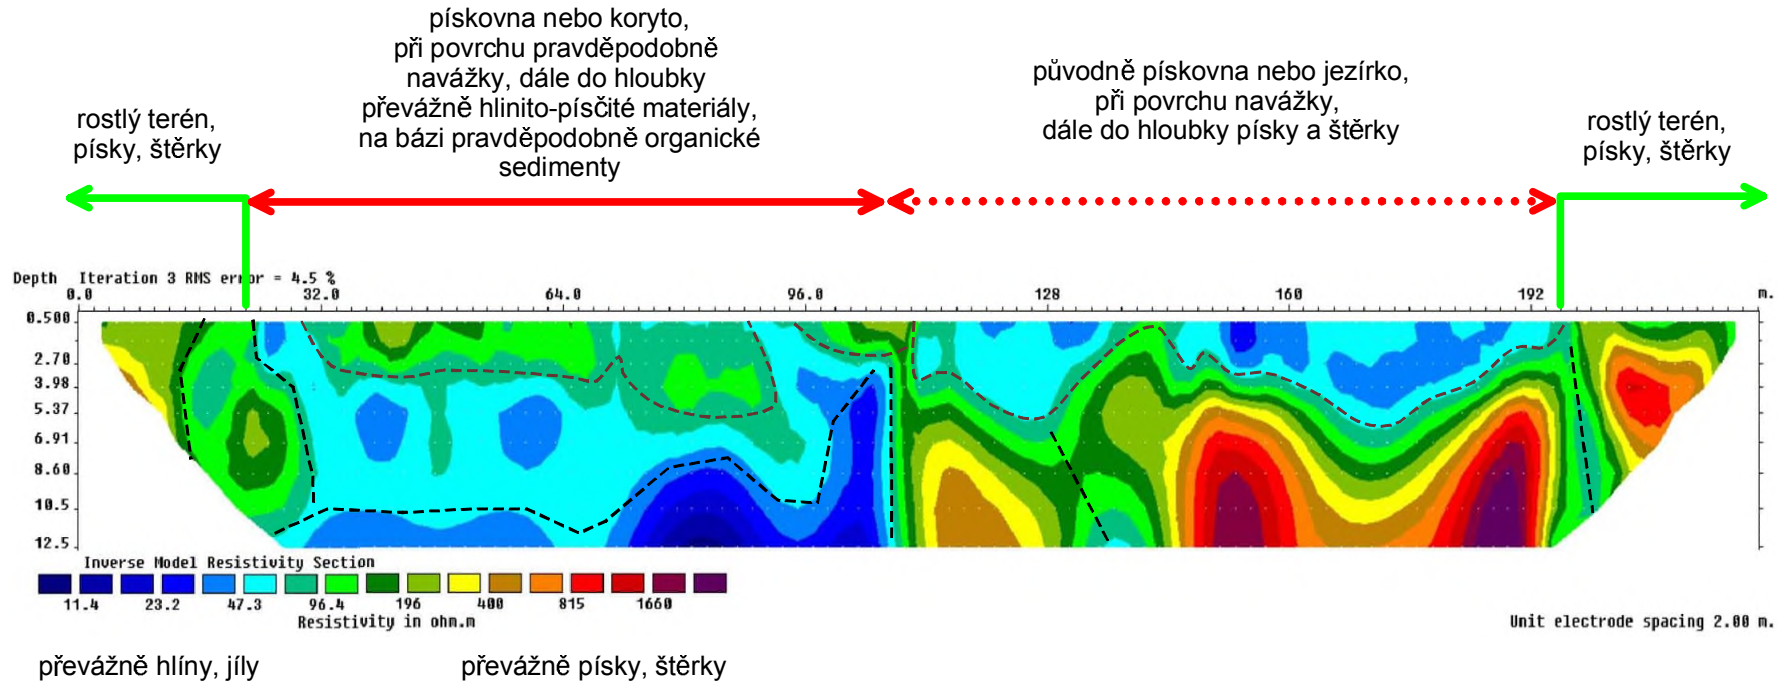 pískovna nebo koryto,
při povrchu pravděpodobně
navážky, dále do hloubky
převážně hlinito-písčité materiály,
na bázi pravděpodobně organické
sedimenty
původně pískovna nebo jezírko,
při povrchu navážky,
dále do hloubky písky a štěrky
rostlý terén,
písky, štěrky
rostlý terén,
písky, štěrky
Depth Iteration 3 RMS error = 4.5 %
0.0 32.0 64.0 96.0 128 160 192 m.
0.500
2.70
3.98
5.37
6.91
8.60
10.5
12.5
Inverse Model Resistivity Section
11.4 23.2 47.3 96.4 196 400 815 1660
Resistivity in ohm.m
Unit electrode spacing 2.00 m.
převážně hlíny, jíly
převážně písky, štěrky